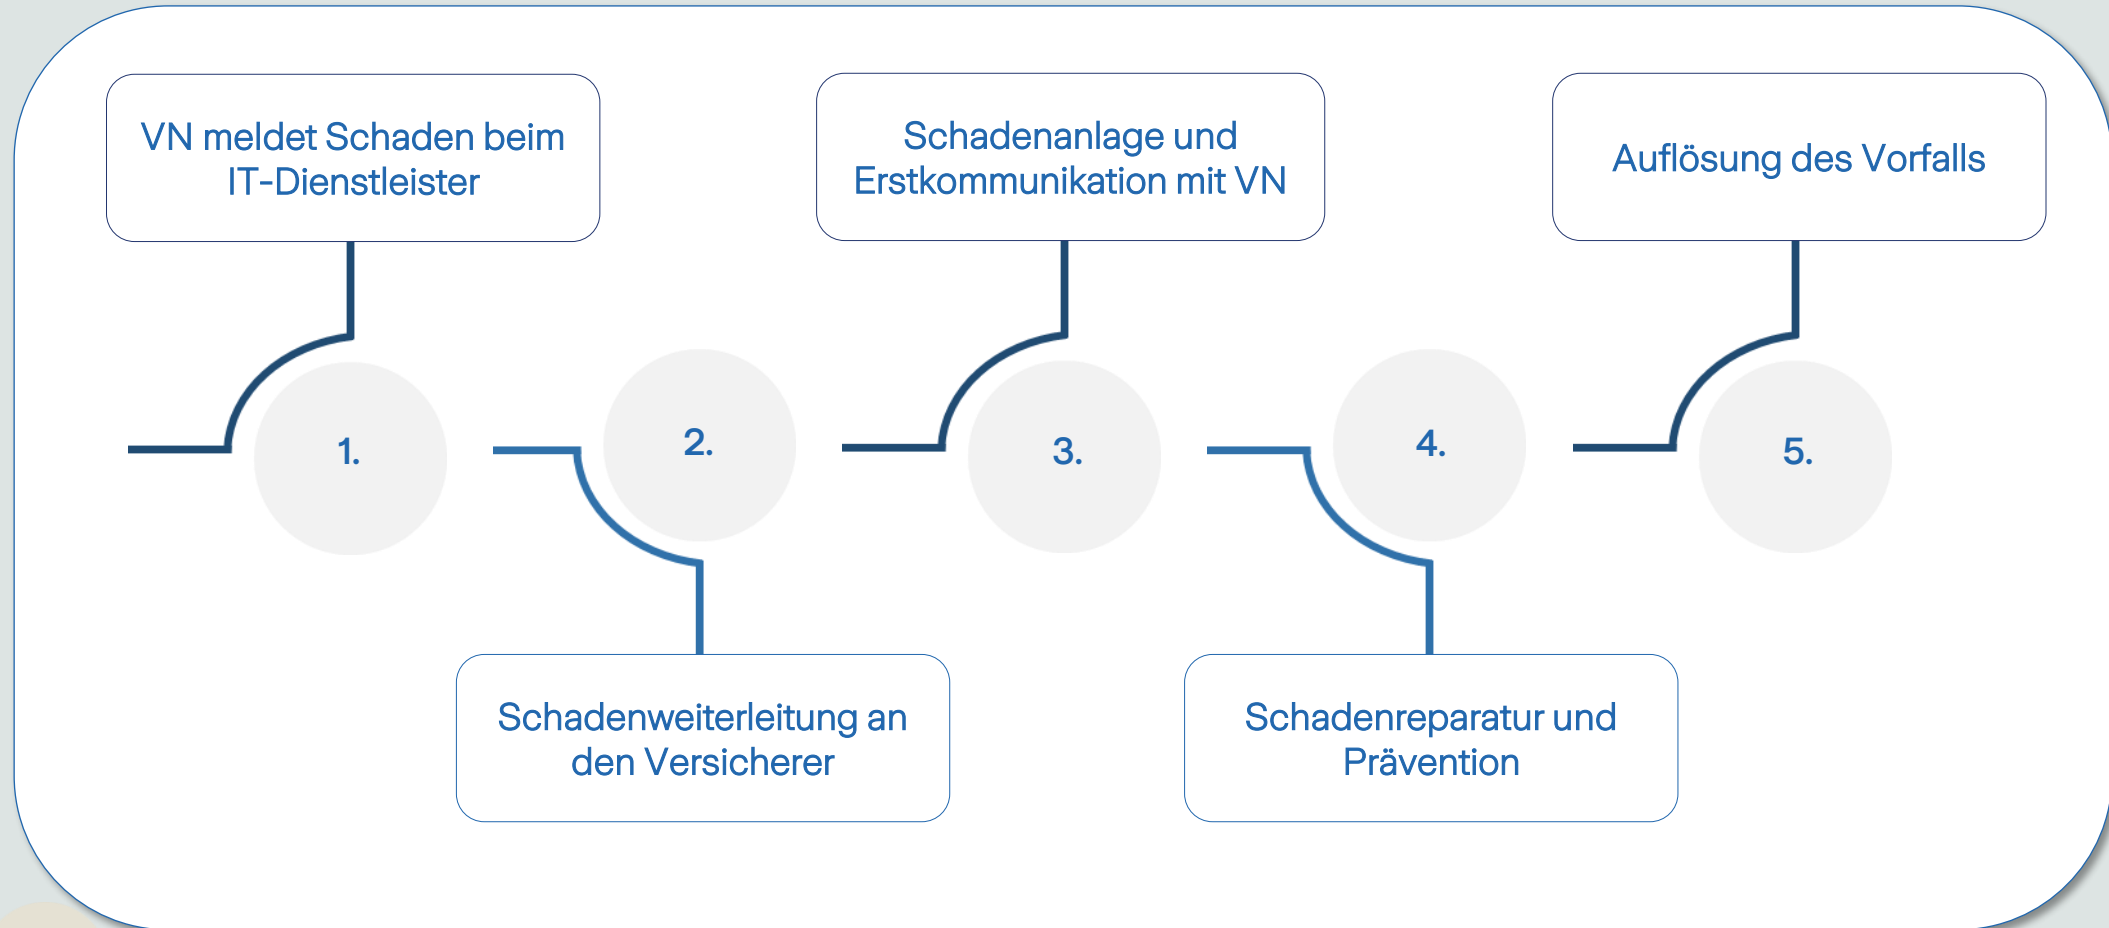 VN meldet Schaden beim
IT-Dienstleister
Schadenanlage und
Erstkommunikation mit VN
Auflösung des Vorfalls
1.
2.
3.
4.
5.
Schadenweiterleitung an
den Versicherer
Schadenreparatur und
Prävention